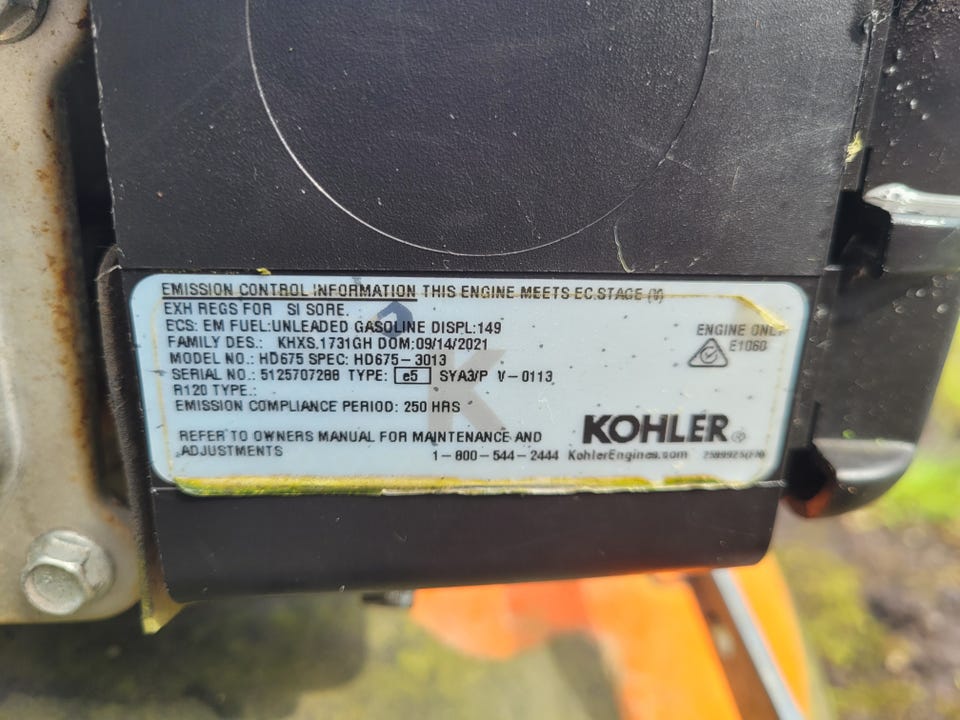 EMISSION CONTROL INFORMATION THIS ENGINE MEETS EC.STAGE (V)
EXH REGS FOR SI SORE.
ECS: EM FUEL:UNLEADED GASOLINE DISPL:149
FAMILY DES.: KHXS.1731GH DOM:09/14/2021
MODEL NO.: HD675 SPEC: HD675-3013
SERIAL NO.: 5125707288 TYPE: e5 SYA3/P V-0113
R120 TYPE.:
EMISSION COMPLIANCE PERIOD: 250 HRS
ENGINE ONLY
E1060
REFER TO OWNERS MANUAL FOR MAINTENANCE AND
ADJUSTMENTS 1-800-544-2444 KohlerEngines.com
KOHLER®